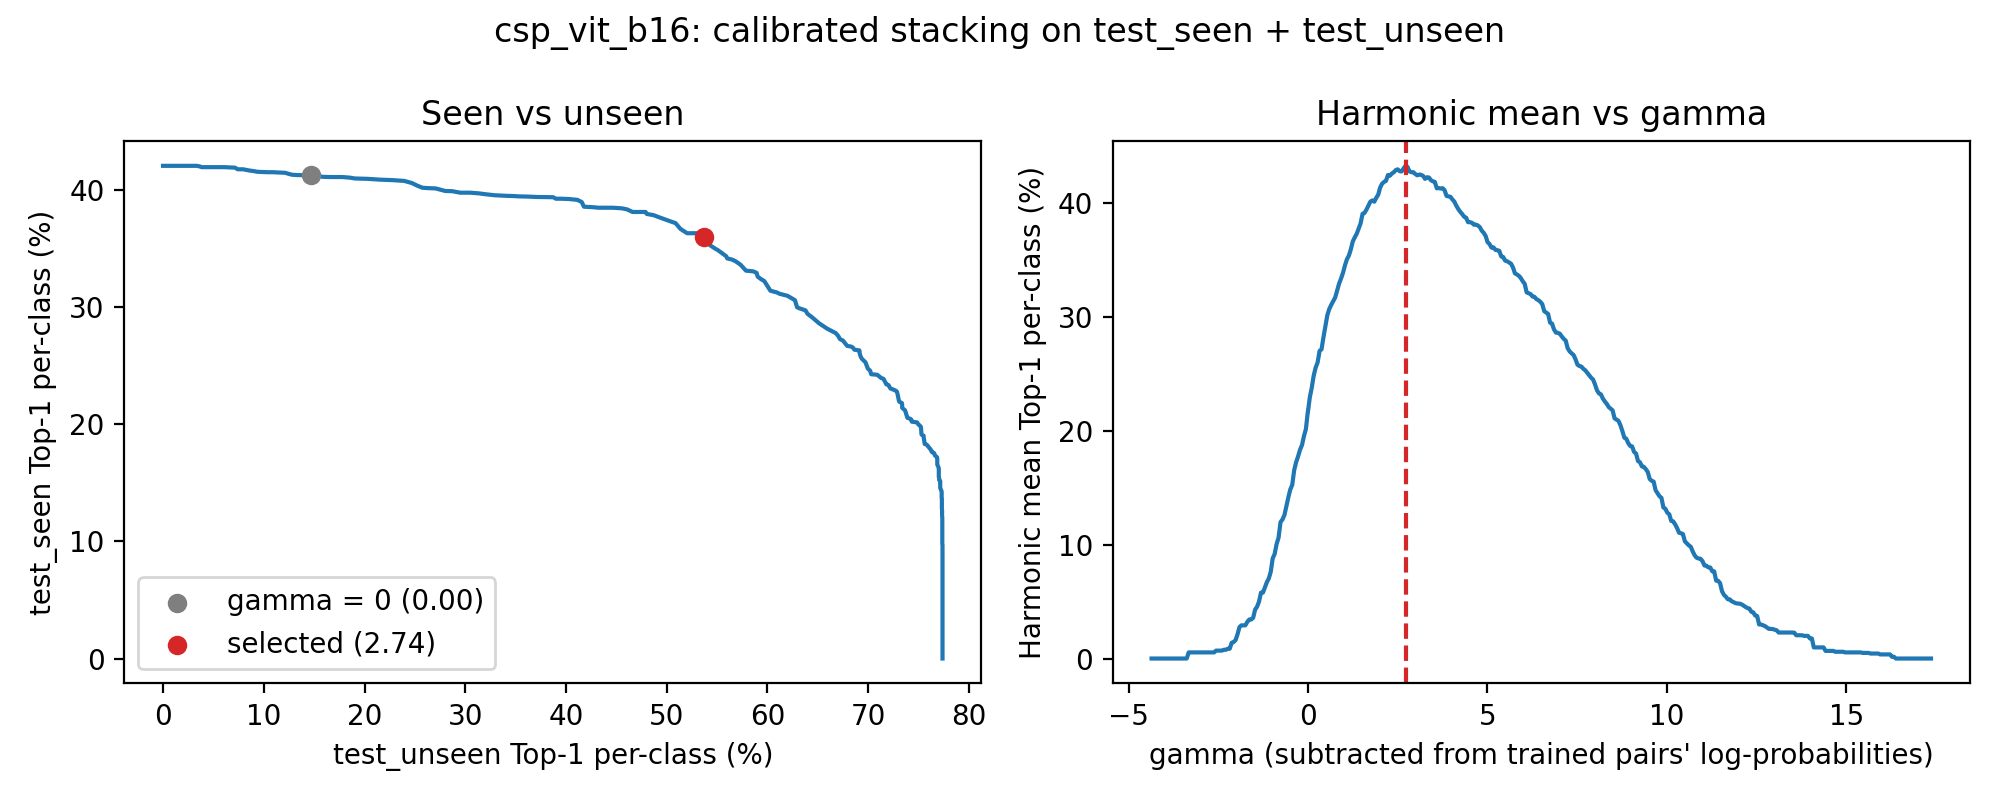 csp_vit_b16: calibrated stacking on test_seen + test_unseen
Seen vs unseen
test_seen Top-1 per-class (%)
40
30
20
10
0
gamma = 0 (0.00)
selected (2.74)
0 10 20 30 40 50 60 70 80
test_unseen Top-1 per-class (%)
Harmonic mean vs gamma
Harmonic mean Top-1 per-class (%)
40
30
20
10
0
−5 0 5 10 15
gamma (subtracted from trained pairs' log-probabilities)